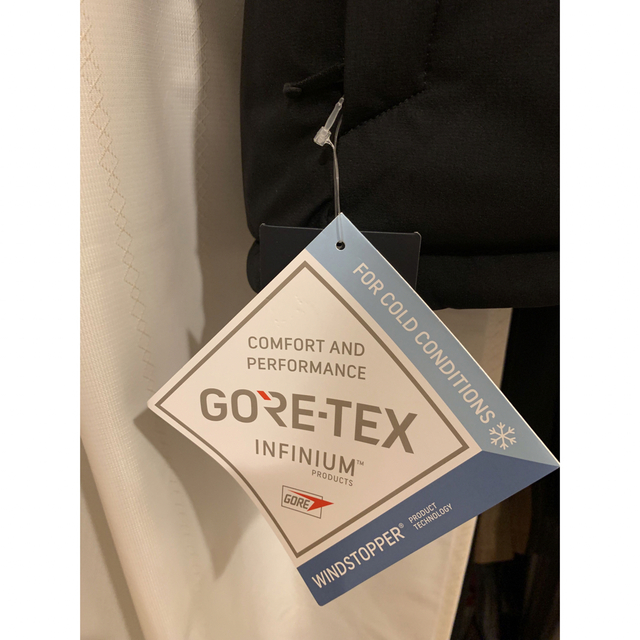 COMFORT AND
PERFORMANCE
GORE-TEX
INFINIUM™
PRODUCTS
GORE
FOR COLD CONDITIONS
WINDSTOPPER®
PRODUCT
TECHNOLOGY